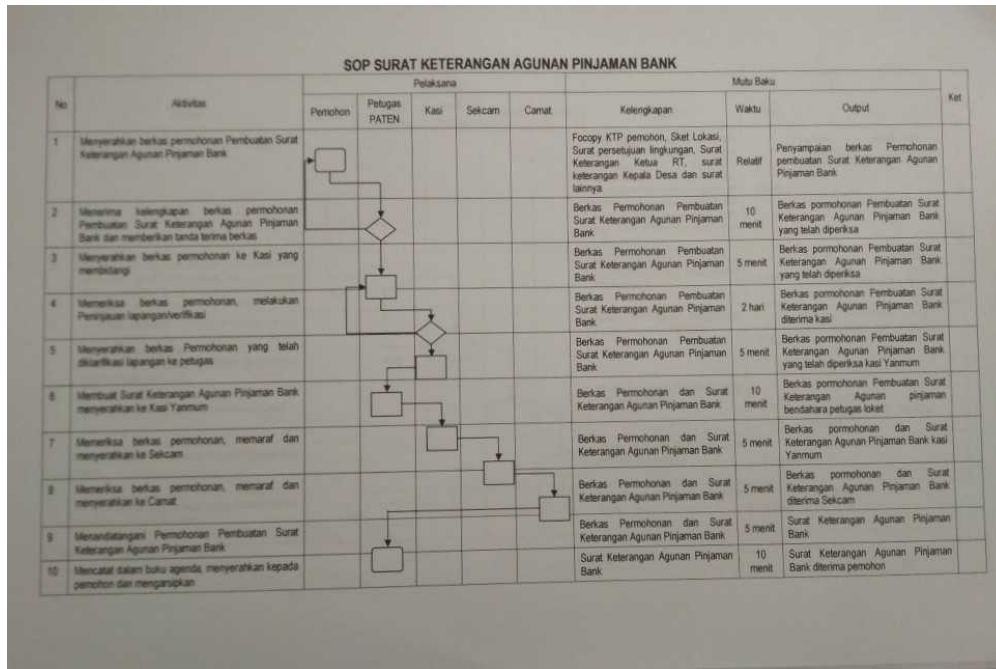 SOP SURAT KETERANGAN AGUNAN PINJAMAN BANK
No
Aktivitas
Pelaksana
Mutu Baku
Ket
Pemohon
Petugas
PATEN
Kasi
Sekcam
Camat
Kelengkapan
Waktu
Output
1
Menyerahkan berkas permohonan Pembuatan Surat
Keterangan Agunan Pinjaman Bank
Focopy KTP pemohon, Sket Lokasi,
Surat persetujuan lingkungan, Surat
Keterangan Ketua RT, surat
keterangan Kepala Desa dan surat
lainnya
Relatif
Penyampaian berkas Permohonan
pembuatan Surat Keterangan Agunan
Pinjaman Bank
2
Menerima kelengkapan berkas permohonan
Pembuatan Surat Keterangan Agunan Pinjaman
Bank dan memberikan tanda terima berkas
Berkas Permohonan Pembuatan
Surat Keterangan Agunan Pinjaman
Bank
10
menit
Berkas pormohonan Pembuatan Surat
Keterangan Agunan Pinjaman Bank
yang telah diperiksa
3
Menyerahkan berkas permohonan ke Kasi yang
membidangi
Berkas Permohonan Pembuatan
Surat Keterangan Agunan Pinjaman
Bank
5 menit
Berkas pormohonan Pembuatan Surat
Keterangan Agunan Pinjaman Bank
yang telah diperiksa
4
Memeriksa berkas permohonan, melakukan
Peninjauan lapangan/verifikasi
Berkas Permohonan Pembuatan
Surat Keterangan Agunan Pinjaman
Bank
2 hari
Berkas pormohonan Pembuatan Surat
Keterangan Agunan Pinjaman Bank
diterima kasi
5
Menyerahkan berkas Permohonan yang telah
diklarifikasi lapangan ke petugas
Berkas Permohonan Pembuatan
Surat Keterangan Agunan Pinjaman
Bank
5 menit
Berkas pormohonan Pembuatan Surat
Keterangan Agunan Pinjaman Bank
yang telah diperiksa kasi Yanmum
6
Membuat Surat Keterangan Agunan Pinjaman Bank
menyerahkan ke Kasi Yanmum
Berkas Permohonan dan Surat
Keterangan Agunan Pinjaman Bank
10
menit
Berkas pormohonan Pembuatan Surat
Keterangan Agunan pinjaman
bendahara petugas loket
7
Memeriksa berkas permohonan, memaraf dan
menyerahkan ke Sekcam
Berkas Permohonan dan Surat
Keterangan Agunan Pinjaman Bank
5 menit
Berkas pormohonan dan Surat
Keterangan Agunan Pinjaman Bank kasi
Yanmum
8
Memeriksa berkas permohonan, memaraf dan
menyerahkan ke Camat
Berkas Permohonan dan Surat
Keterangan Agunan Pinjaman Bank
5 menit
Berkas pormohonan dan Surat
Keterangan Agunan Pinjaman Bank
diterima Sekcam
9
Menandatangani Permohonan Pembuatan Surat
Keterangan Agunan Pinjaman Bank
Berkas Permohonan dan Surat
Keterangan Agunan Pinjaman Bank
5 menit
Surat Keterangan Agunan Pinjaman
Bank
10
Mencatat dalam buku agenda, menyerahkan kepada
pemohon dan mengarsipkan
Surat Keterangan Agunan Pinjaman
Bank
10
menit
Surat Keterangan Agunan Pinjaman
Bank diterima pemohon